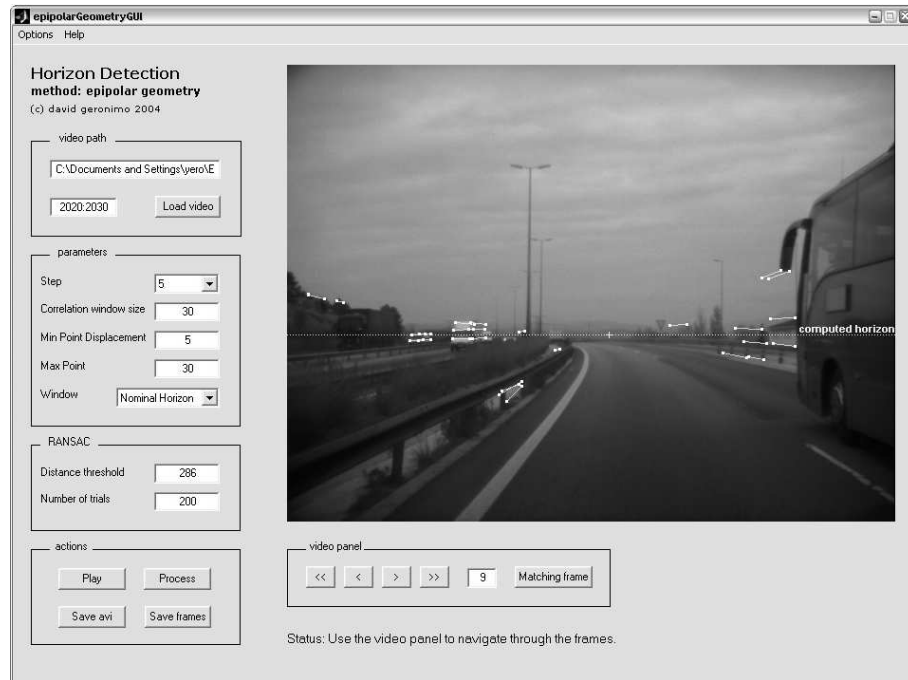 epipolarGeometryGUI
Options Help
Horizon Detection
method: epipolar geometry
(c) david geronimo 2004
video path
C:\Documents and Settings\yero\E
2020:2030 Load video
parameters
Step 5
Correlation window size 30
Min Point Displacement 5
Max Point 30
Window Nominal Horizon
RANSAC
Distance threshold 286
Number of trials 200
actions
Play Process
Save avi Save frames
computed horizon
video panel
<< < > >> 9 Matching frame
Status: Use the video panel to navigate through the frames.